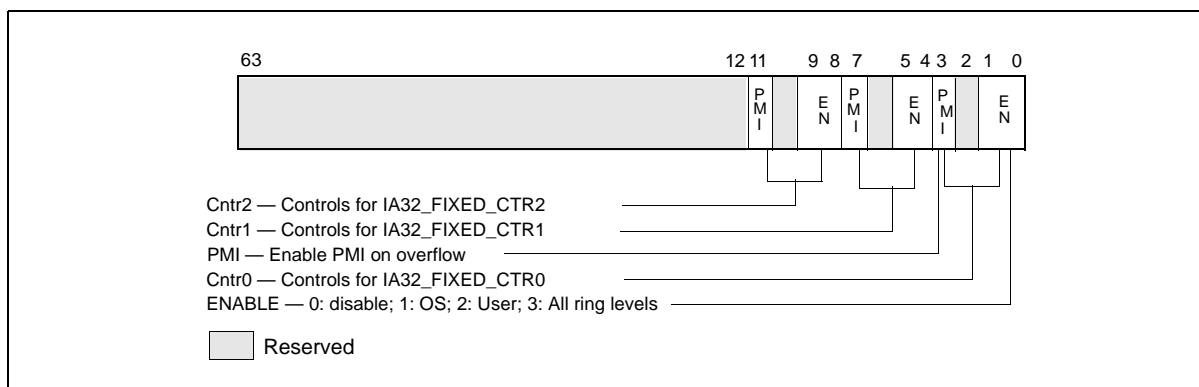 63 12 11 9 8 7 5 4 3 2 1 0
PMI EN PMI EN PMI EN
Cntr2 — Controls for IA32_FIXED_CTR2
Cntr1 — Controls for IA32_FIXED_CTR1
PMI — Enable PMI on overflow
Cntr0 — Controls for IA32_FIXED_CTR0
ENABLE — 0: disable; 1: OS; 2: User; 3: All ring levels
Reserved